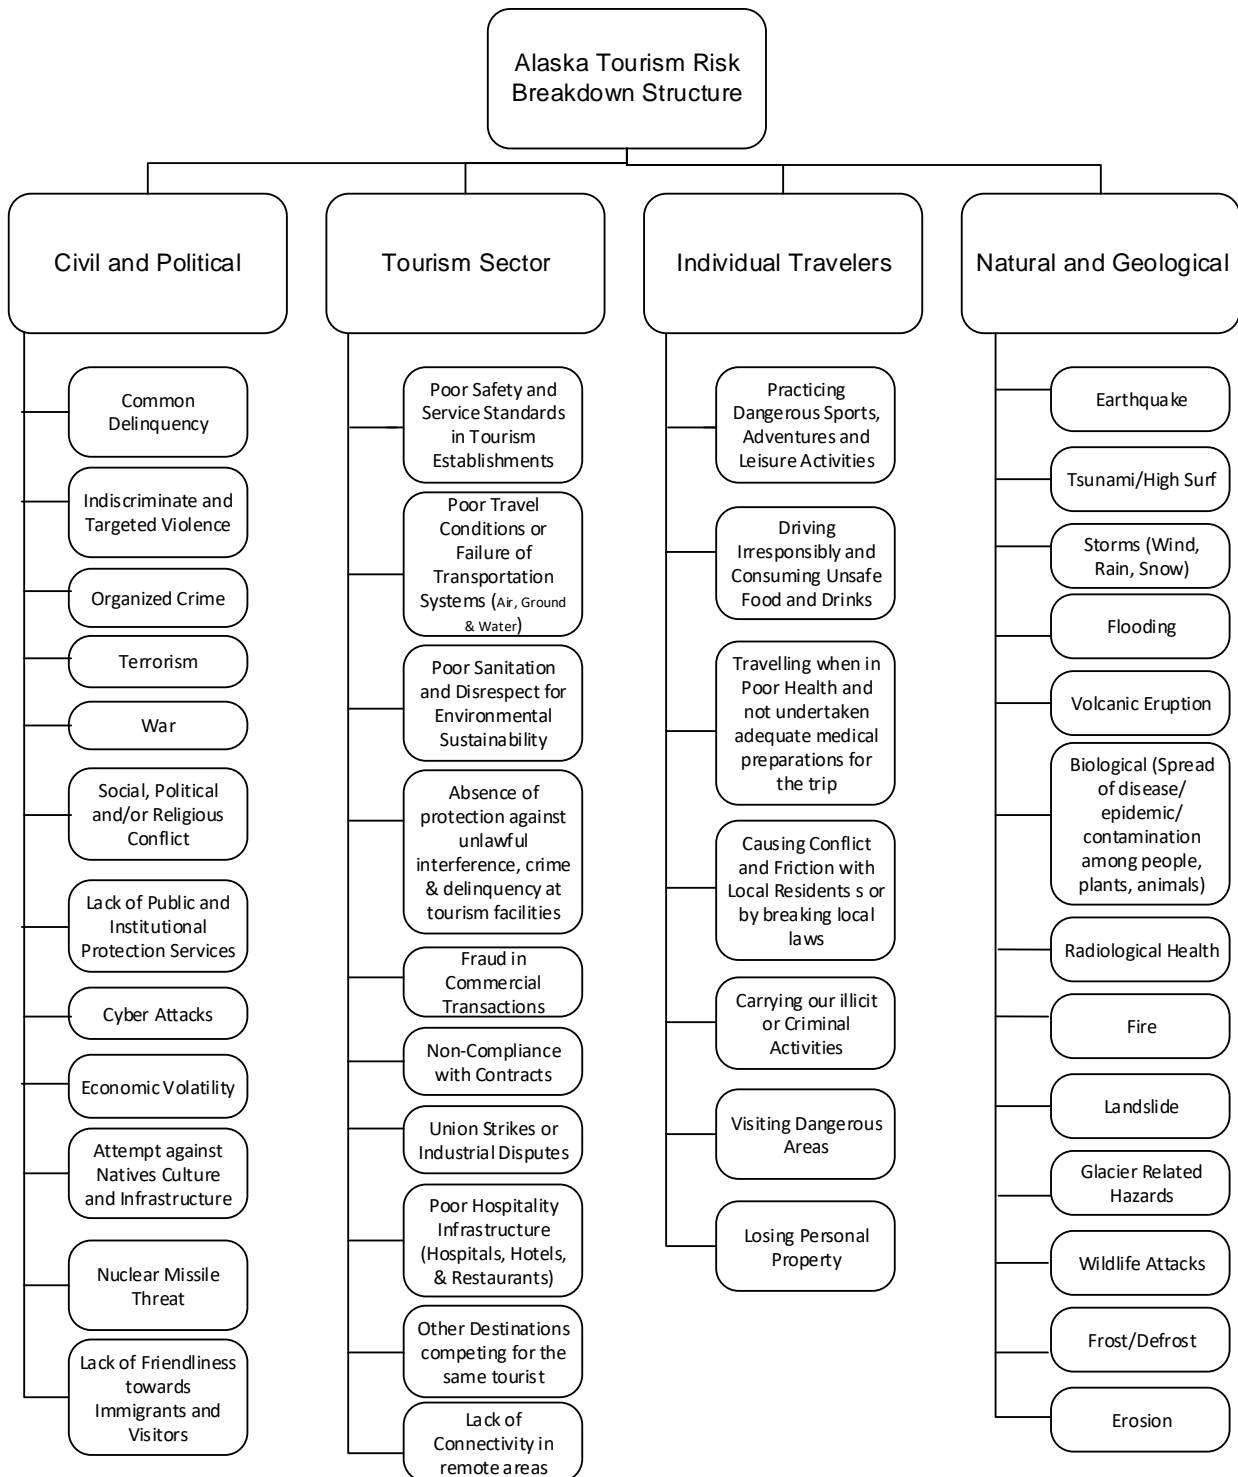 Alaska Tourism Risk
Breakdown Structure
Civil and Political
Tourism Sector
Individual Travelers
Natural and Geological
Common
Delinquency
Indiscriminate and
Targeted Violence
Organized Crime
Terrorism
War
Social, Political
and/or Religious
Conflict
Lack of Public and
Institutional
Protection Services
Cyber Attacks
Economic Volatility
Attempt against
Natives Culture
and Infrastructure
Nuclear Missile
Threat
Lack of Friendliness
towards
Immigrants and
Visitors
Poor Safety and
Service Standards
in Tourism
Establishments
Poor Travel
Conditions or
Failure of
Transportation
Systems (Air, Ground
& Water)
Poor Sanitation
and Disrespect for
Environmental
Sustainability
Absence of
protection against
unlawful
interference, crime
& delinquency at
tourism facilities
Fraud in
Commercial
Transactions
Non-Compliance
with Contracts
Union Strikes or
Industrial Disputes
Poor Hospitality
Infrastructure
(Hospitals, Hotels,
& Restaurants)
Other Destinations
competing for the
same tourist
Lack of
Connectivity in
remote areas
Practicing
Dangerous Sports,
Adventures and
Leisure Activities
Driving
Irresponsibly and
Consuming Unsafe
Food and Drinks
Travelling when in
Poor Health and
not undertaken
adequate medical
preparations for
the trip
Causing Conflict
and Friction with
Local Resident s or
by breaking local
laws
Carrying our illicit
or Criminal
Activities
Visiting Dangerous
Areas
Losing Personal
Property
Earthquake
Tsunami/High Surf
Storms (Wind,
Rain, Snow)
Flooding
Volcanic Eruption
Biological (Spread
of disease/
epidemic/
contamination
among people,
plants, animals)
Radiological Health
Fire
Landslide
Glacier Related
Hazards
Wildlife Attacks
Frost/Defrost
Erosion